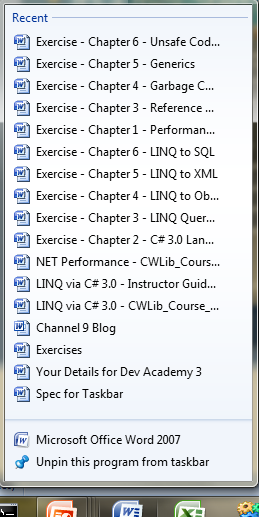 Recent
Exercise - Chapter 6 - Unsafe Cod...
Exercise - Chapter 5 - Generics
Exercise - Chapter 4 - Garbage C...
Exercise - Chapter 3 - Reference ...
Exercise - Chapter 1 - Performan...
Exercise - Chapter 6 - LINQ to SQL
Exercise - Chapter 5 - LINQ to XML
Exercise - Chapter 4 - LINQ to Ob...
Exercise - Chapter 3 - LINQ Quer...
Exercise - Chapter 2 - C# 3.0 Lan...
NET Performance - CWLib_Cours...
LINQ via C# 3.0 - Instructor Guid...
LINQ via C# 3.0 - CWLib_Course_...
Channel 9 Blog
Exercises
Your Details for Dev Academy 3
Spec for Taskbar
Microsoft Office Word 2007
Unpin this program from taskbar